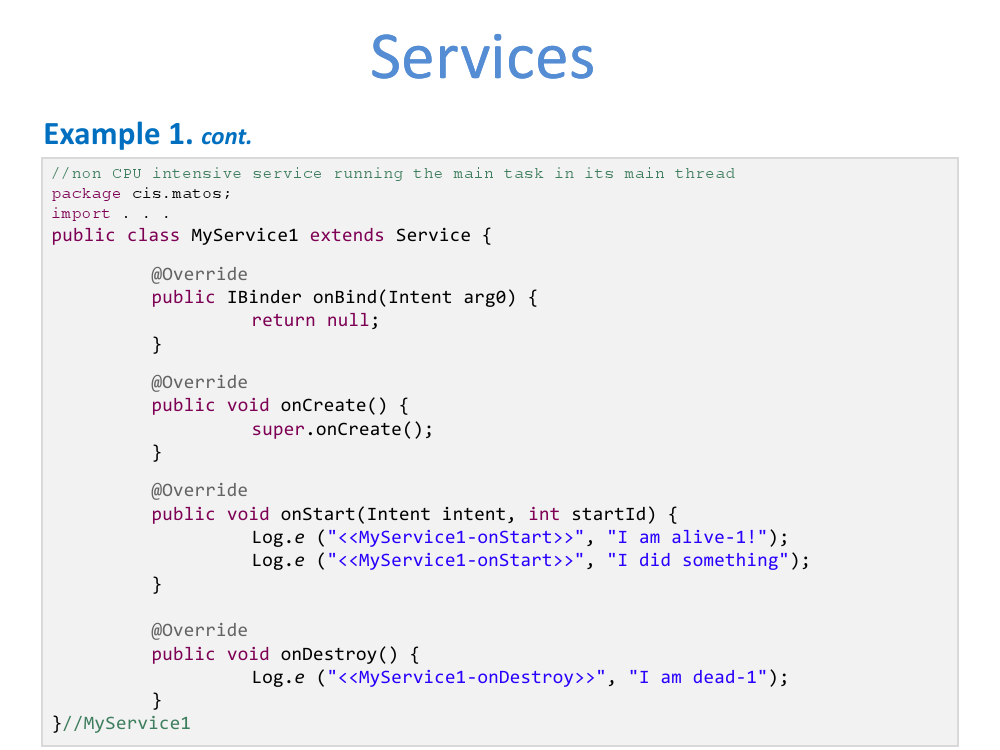 Services
Example 1. cont.
//non CPU intensive service running the main task in its main thread
package cis.matos;
import . . .
public class MyService1 extends Service {
@Override
public IBinder onBind(Intent arg0) {
return null;
}
@Override
public void onCreate() {
super.onCreate();
}
@Override
public void onStart(Intent intent, int startId) {
Log.e ("<<MyService1-onStart>>", "I am alive-1!");
Log.e ("<<MyService1-onStart>>", "I did something");
}
@Override
public void onDestroy() {
Log.e ("<<MyService1-onDestroy>>", "I am dead-1");
}
}//MyService1